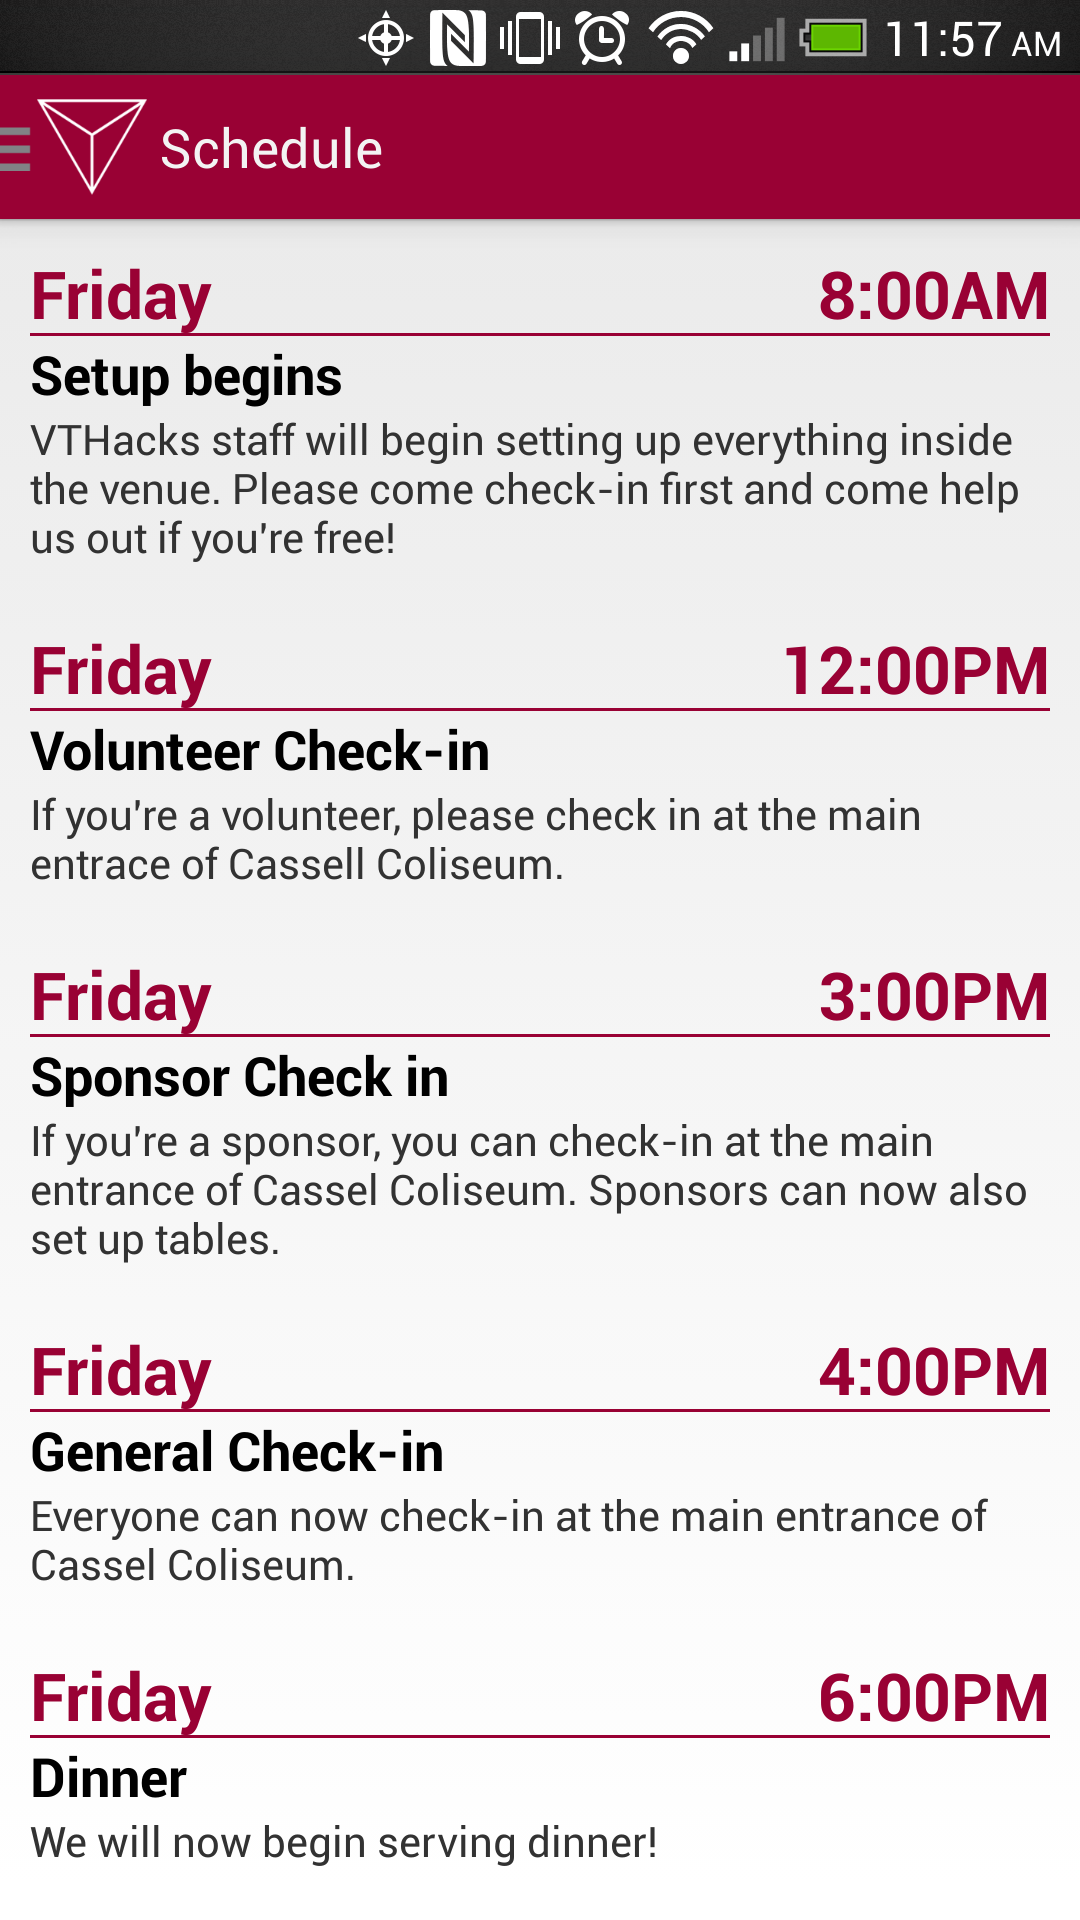 11:57 AM
Schedule
Friday 8:00AM
Setup begins
VTHacks staff will begin setting up everything inside
the venue. Please come check-in first and come help
us out if you're free!
Friday 12:00PM
Volunteer Check-in
If you're a volunteer, please check in at the main
entrace of Cassell Coliseum.
Friday 3:00PM
Sponsor Check in
If you're a sponsor, you can check-in at the main
entrance of Cassel Coliseum. Sponsors can now also
set up tables.
Friday 4:00PM
General Check-in
Everyone can now check-in at the main entrance of
Cassel Coliseum.
Friday 6:00PM
Dinner
We will now begin serving dinner!